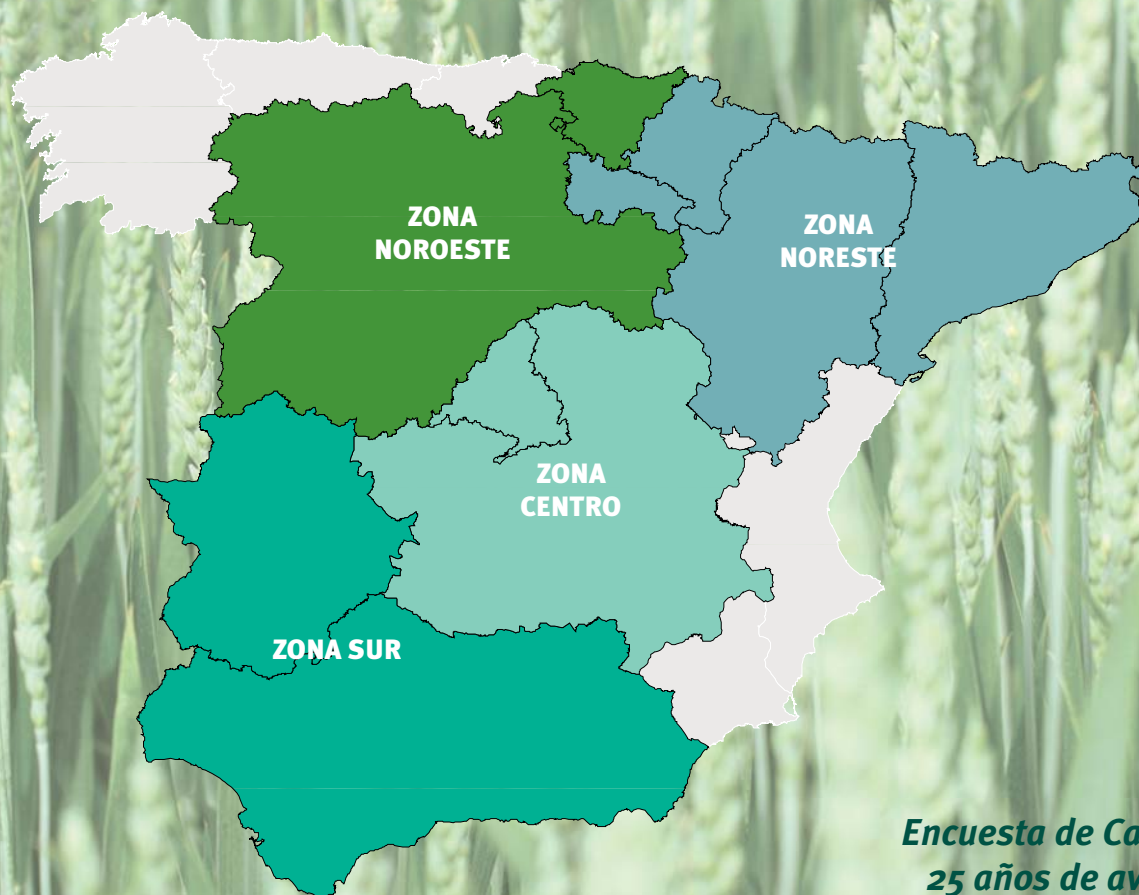 ZONA
NOROESTE
ZONA
NORESTE
ZONA
CENTRO
ZONA SUR
Encuesta de
25 años de